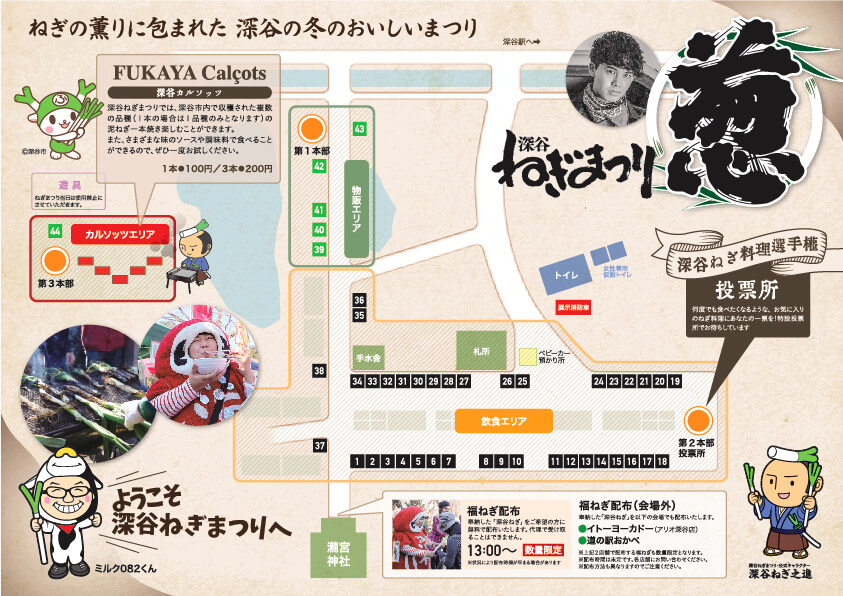 ねぎの薫りに包まれた 深谷の冬のおいしいまつり
深谷駅へ➡
葱
深谷
ねぎまつり
FUKAYA Calçots
深谷カルソッツ
深谷ねぎまつりでは、深谷市内で収穫された複数
の品種（1本の場合は1品種のみとなります）の
泥ねぎ一本焼き楽しむことができます。
また、さまざまな味のソースや調味料で食べること
ができるので、ぜひ一度お試しください。
1本●100円／3本●200円
©深谷市
遊具
ねぎまつり当日は使用禁止に
させていただきます。
44
カルソッツエリア
第3本部
第1本部
43
42
41
40
39
物販エリア
トイレ
女性専用
仮設トイレ
展示消防車
深谷ねぎ料理選手権
投票所
何度でも食べたくなるような、お気に入り
のねぎ料理にあなたの一票を!特設投票
所でお待ちしています
36
35
手水舎
札所
ベビーカー
預かり所
38
34 33 32 31 30 29 28 27
26 25
24 23 22 21 20 19
飲食エリア
第2本部
投票所
37
1 2 3 4 5 6 7
8 9 10
11 12 13 14 15 16 17 18
ようこそ
深谷ねぎまつりへ
ミルク082くん
瀧宮
神社
福ねぎ配布
奉納した「深谷ねぎ」をご希望の方に
無料で配布いたします。代理で受け取
ることはできません。
13:00〜 数量限定
※状況により配布時間が早まる場合があります
福ねぎ配布（会場外）
奉納した「深谷ねぎ」を以下の会場でも配布いたします。
●イトーヨーカドー（アリオ深谷店）
●道の駅おかべ
※上記2店舗で配布する福ねぎも数量限定となります。
※配布時間は未定です。各店舗にお問い合わせください。
※配布方法も異なりますのでご注意ください。
深谷ねぎまつり・公式キャラクター
深谷ねぎ之進